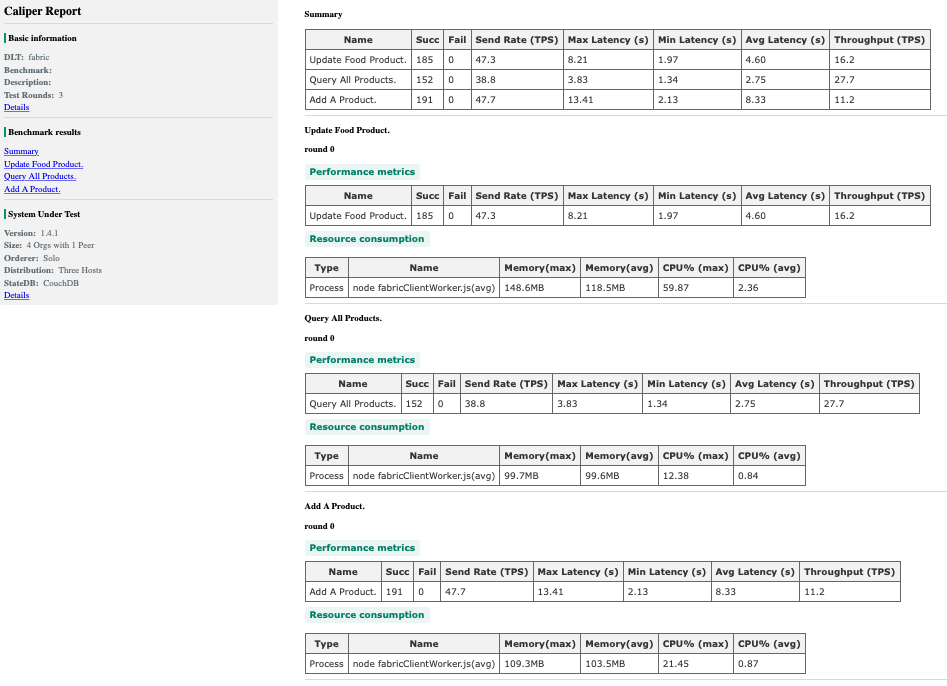 Caliper Report
Basic information
DLT: fabric
Benchmark:
Description:
Test Rounds: 3
Details
Benchmark results
Summary
Update Food Product.
Query All Products.
Add A Product.
System Under Test
Version: 1.4.1
Size: 4 Orgs with 1 Peer
Orderer: Solo
Distribution: Three Hosts
StateDB: CouchDB
Details
Summary
Name Succ Fail Send Rate (TPS) Max Latency (s) Min Latency (s) Avg Latency (s) Throughput (TPS)
Update Food Product. 185 0 47.3 8.21 1.97 4.60 16.2
Query All Products. 152 0 38.8 3.83 1.34 2.75 27.7
Add A Product. 191 0 47.7 13.41 2.13 8.33 11.2
Update Food Product.
round 0
Performance metrics
Name Succ Fail Send Rate (TPS) Max Latency (s) Min Latency (s) Avg Latency (s) Throughput (TPS)
Update Food Product. 185 0 47.3 8.21 1.97 4.60 16.2
Resource consumption
Type Name Memory(max) Memory(avg) CPU% (max) CPU% (avg)
Process node fabricClientWorker.js(avg) 148.6MB 118.5MB 59.87 2.36
Query All Products.
round 0
Performance metrics
Name Succ Fail Send Rate (TPS) Max Latency (s) Min Latency (s) Avg Latency (s) Throughput (TPS)
Query All Products. 152 0 38.8 3.83 1.34 2.75 27.7
Resource consumption
Type Name Memory(max) Memory(avg) CPU% (max) CPU% (avg)
Process node fabricClientWorker.js(avg) 99.7MB 99.6MB 12.38 0.84
Add A Product.
round 0
Performance metrics
Name Succ Fail Send Rate (TPS) Max Latency (s) Min Latency (s) Avg Latency (s) Throughput (TPS)
Add A Product. 191 0 47.7 13.41 2.13 8.33 11.2
Resource consumption
Type Name Memory(max) Memory(avg) CPU% (max) CPU% (avg)
Process node fabricClientWorker.js(avg) 109.3MB 103.5MB 21.45 0.87